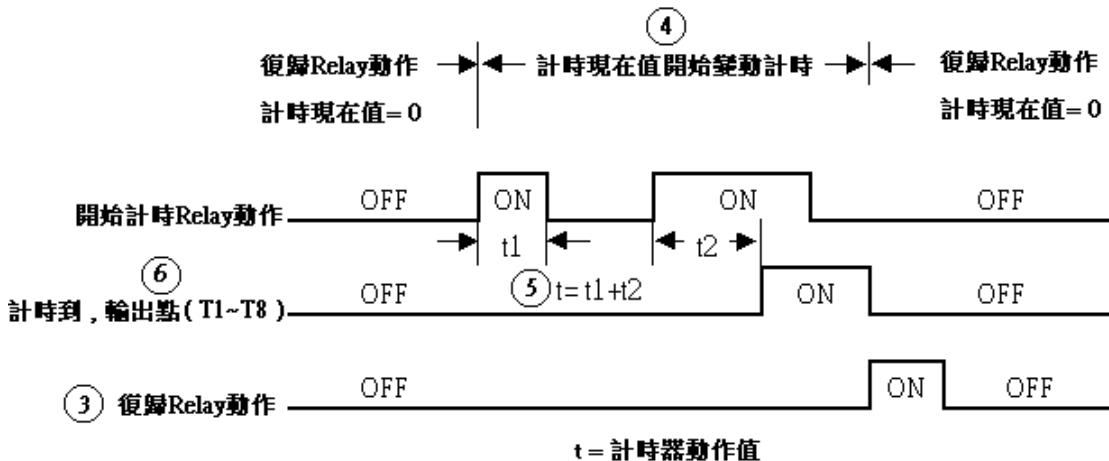 ④
復歸Relay動作 計時現在值開始變動計時 復歸Relay動作
計時現在值= 0 計時現在值= 0
開始計時Relay動作 OFF ON ON OFF
t1 t2
⑥ ⑤ t= t1+t2
計時到 , 輸出點( T1~T8 ) OFF ON OFF
③ 復歸Relay動作 OFF ON OFF
t = 計時器動作值